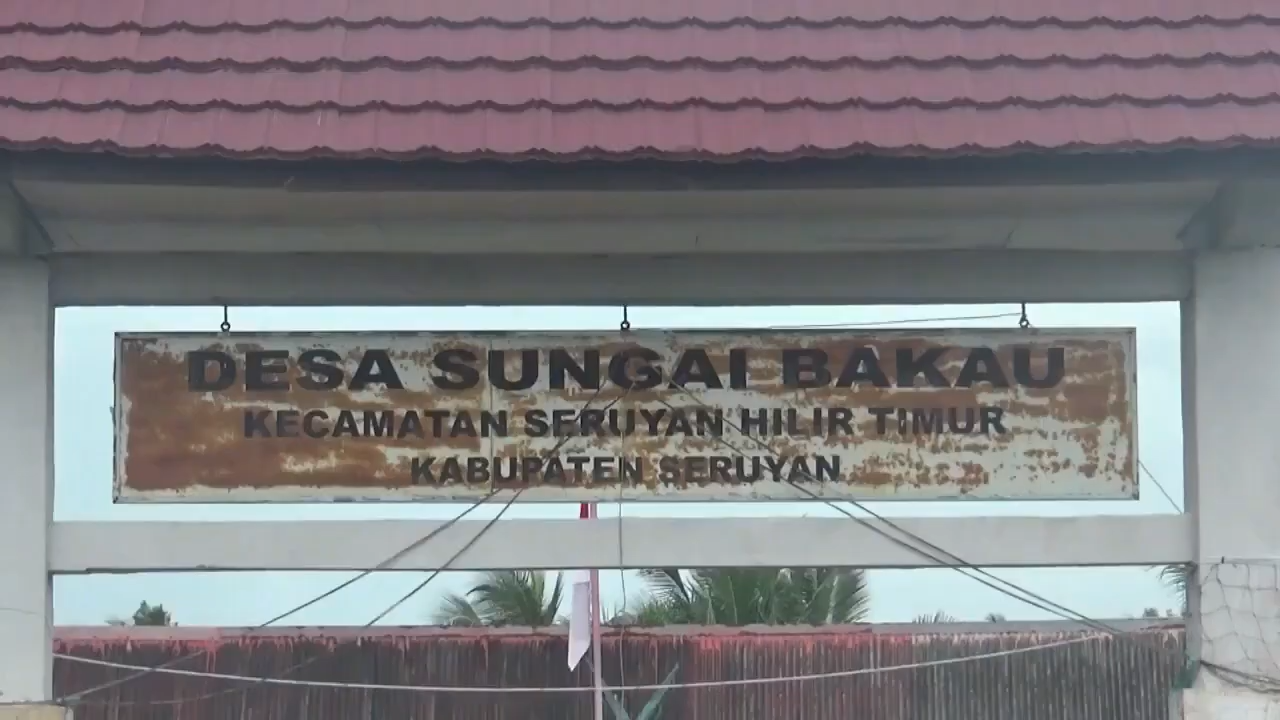 DESA SUNGAI BAKAU
KECAMATAN SERUYAN HILIR TIMUR
KABUPATEN SERUYAN